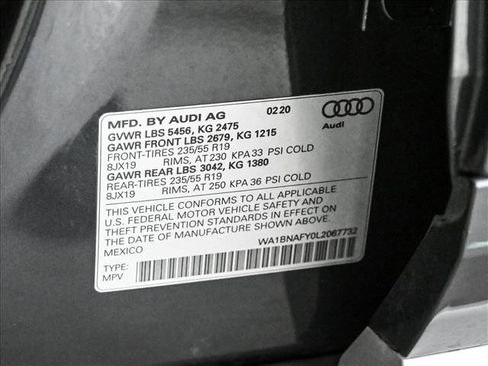 MFD. BY AUDI AG 02 20
GVWR LBS 5456, KG 2475
GAWR FRONT LBS 2679, KG 1215
FRONT-TIRES 235/55 R19
8JX19 RIMS, AT 230 KPA 33 PSI COLD
GAWR REAR LBS 3042, KG 1380
REAR-TIRES 235/55 R19
8JX19 RIMS, AT 250 KPA 36 PSI COLD
Audi
THIS VEHICLE CONFORMS TO ALL APPLICABLE
U.S. FEDERAL MOTOR VEHICLE SAFETY AND
THEFT PREVENTION STANDARDS IN EFFECT ON
THE DATE OF MANUFACTURE SHOWN ABOVE.
MEXICO WA1BNAFY0L2067732
TYPE:
MPV